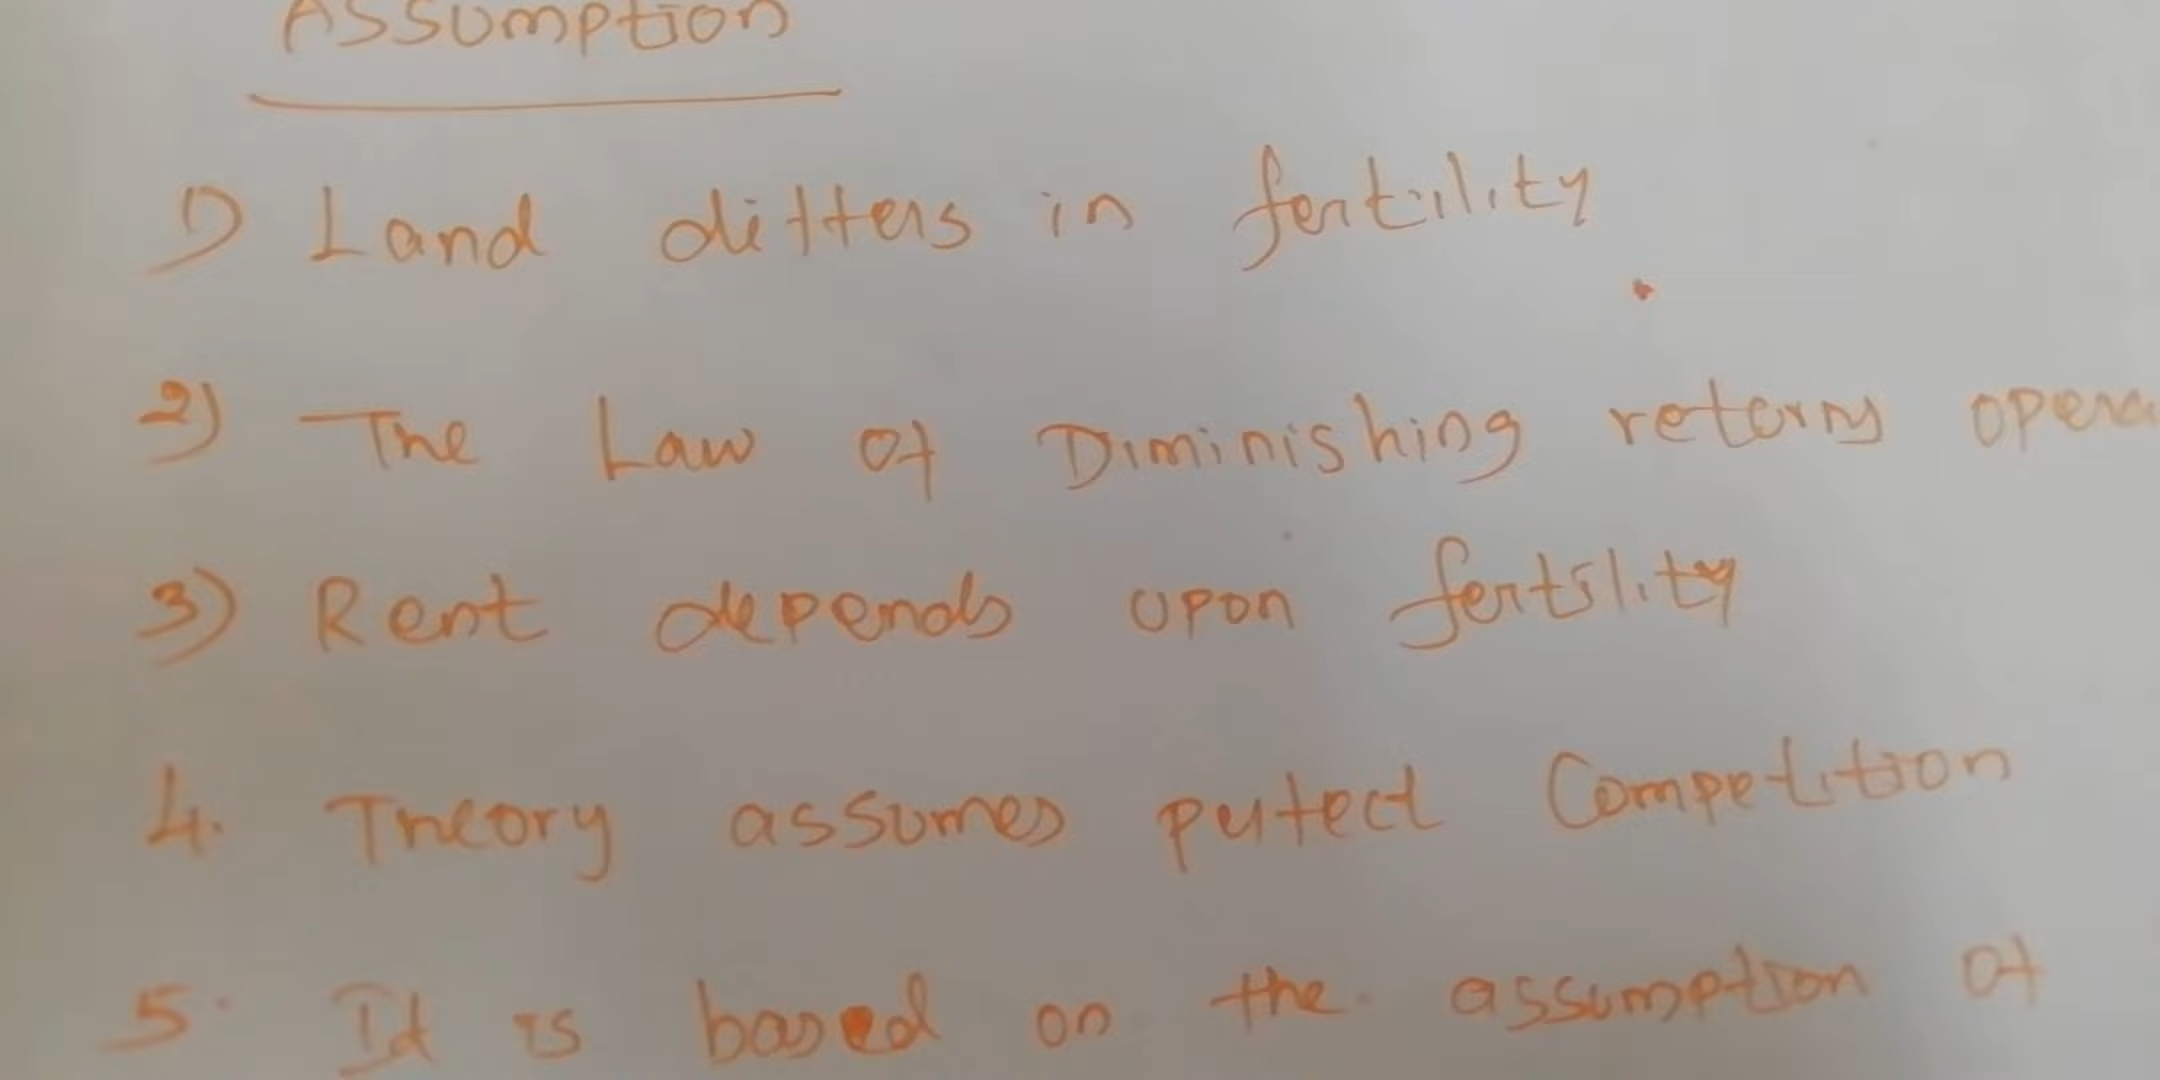 Assumption
1) Land differs in fertility
2) The Law of Diminishing returns opera
3) Rent depends upon fertility
4. Theory assumes perfect Competition
5. It is based on the assumption of